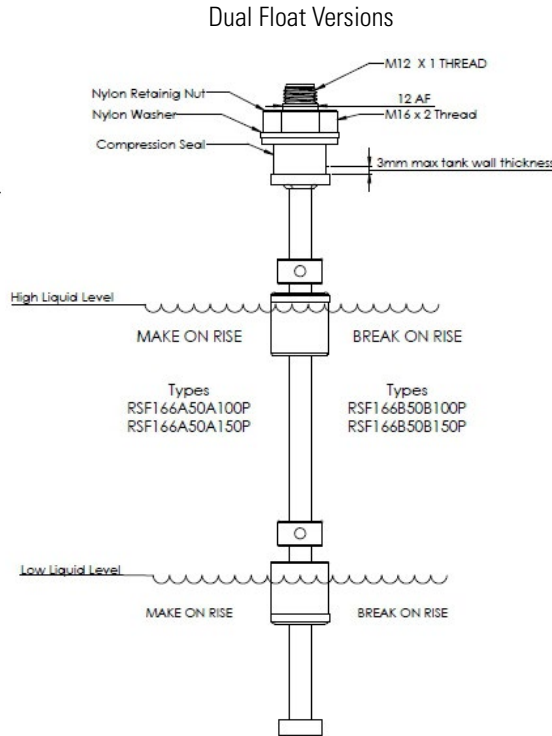 Dual Float Versions
M12 X 1 THREAD
Nylon Retainig Nut
12 AF
Nylon Washer
M16 x 2 Thread
Compression Seal
3mm max tank wall thickness
High Liquid Level
MAKE ON RISE
BREAK ON RISE
Types
RSF166A50A100P
RSF166A50A150P
Types
RSF166B50B100P
RSF166B50B150P
Low Liquid Level
MAKE ON RISE
BREAK ON RISE